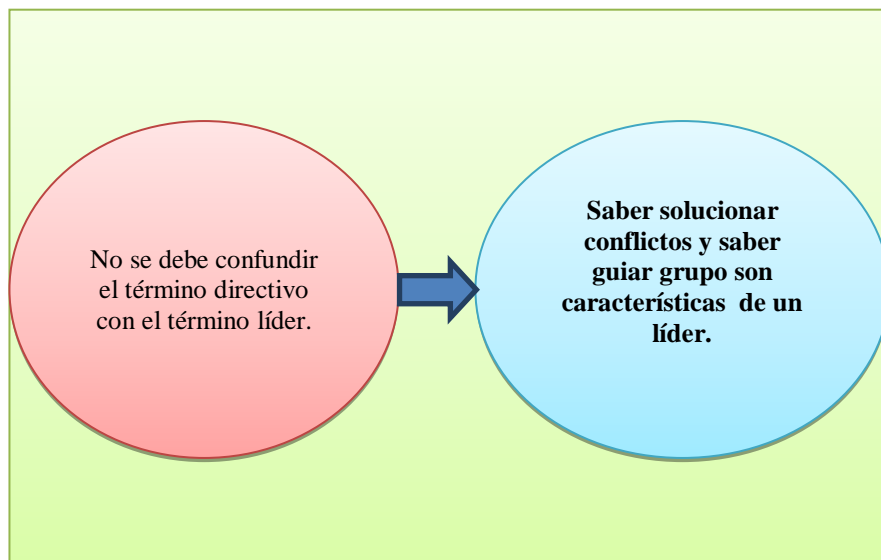 No se debe confundir
el término directivo
con el término líder.
Saber solucionar
conflictos y saber
guiar grupo son
características  de un
líder.